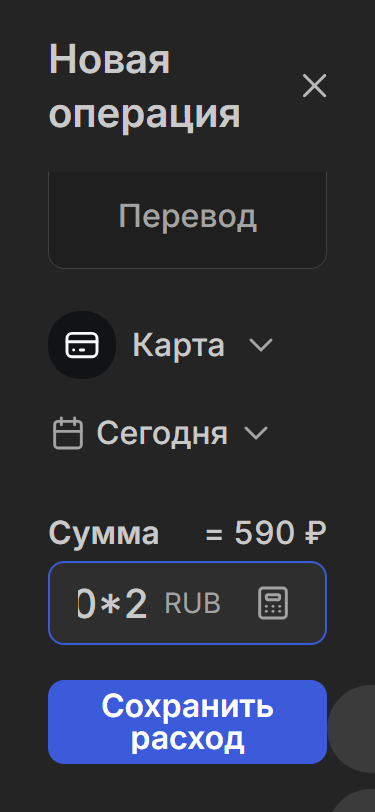 Новая
операция
Перевод
Карта
Сегодня
Сумма = 590 ₽
0*2 RUB
Сохранить
расход